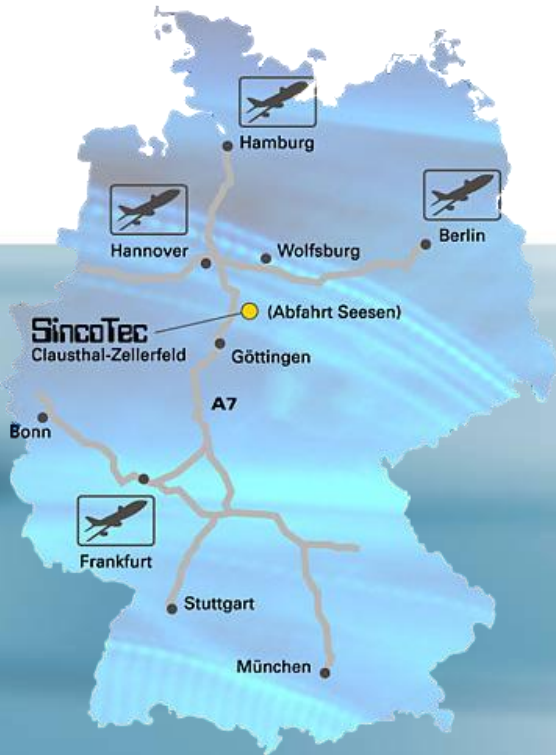 Hamburg
Hannover
Wolfsburg
Berlin
SincoTec
Clausthal-Zellerfeld
(Abfahrt Seesen)
Göttingen
A7
Bonn
Frankfurt
Stuttgart
München